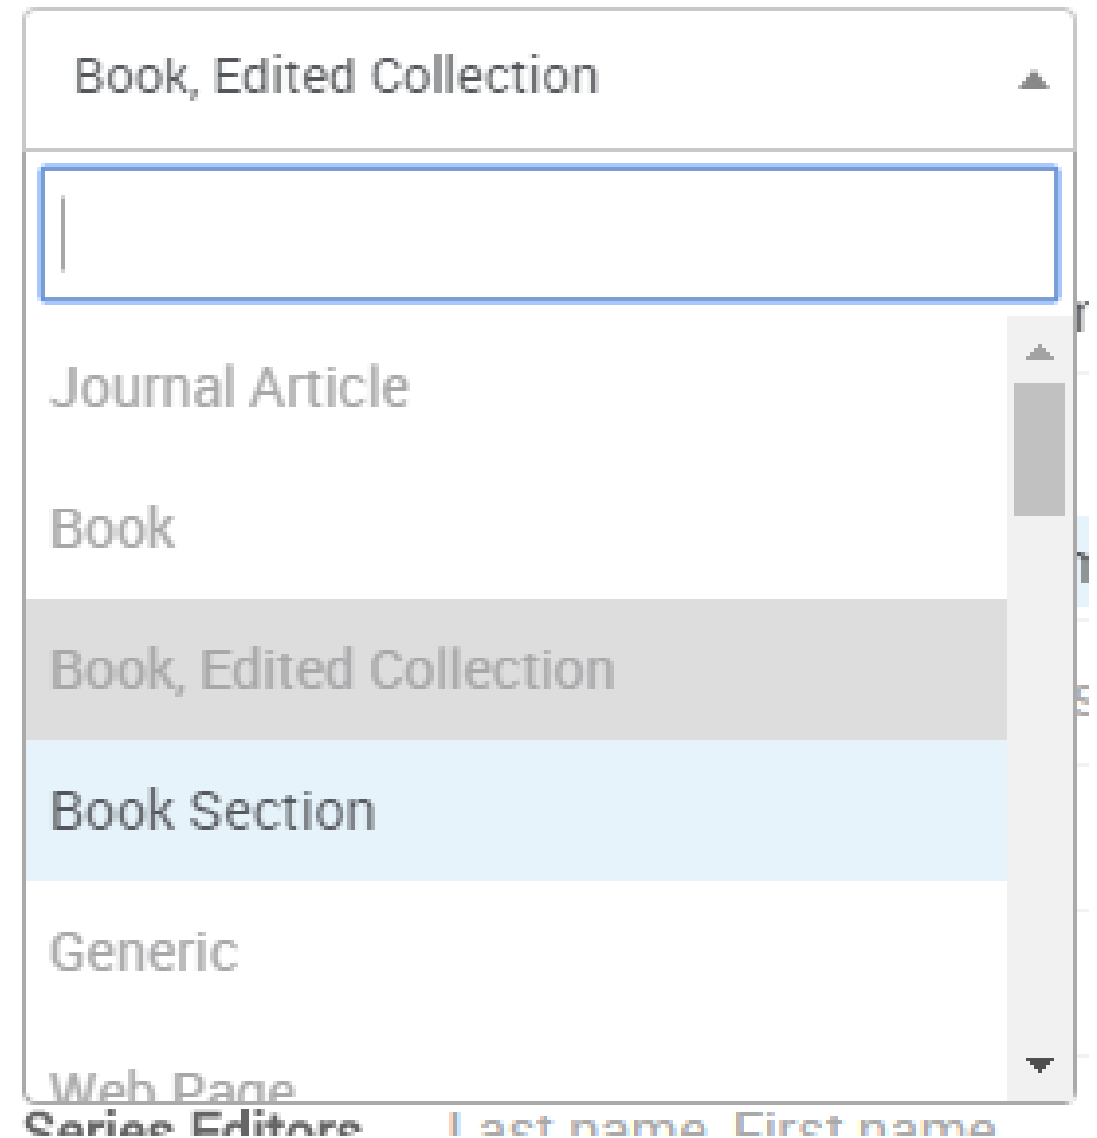 Book, Edited Collection
Journal Article
Book
Book, Edited Collection
Book Section
Generic
Web Page
Series Editors Last name, First name